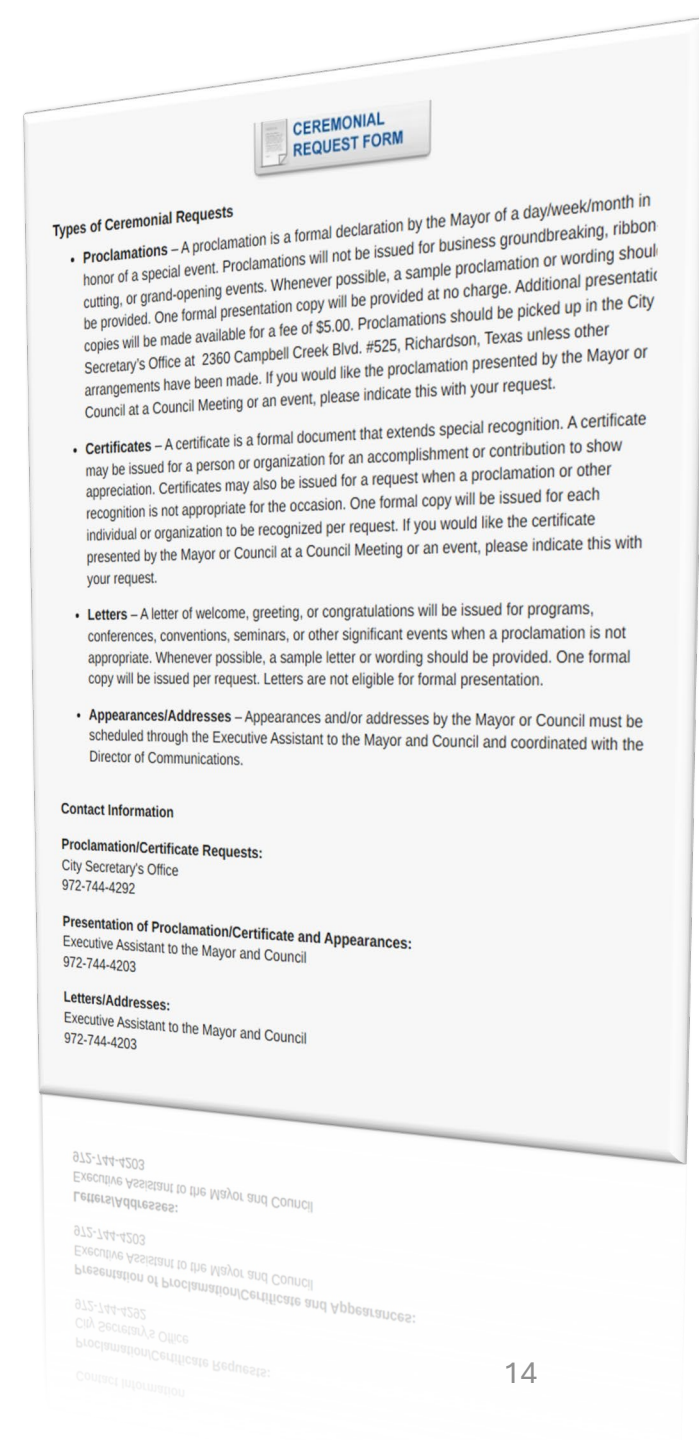 CEREMONIAL
REQUEST FORM
Types of Ceremonial Requests
• Proclamations – A proclamation is a formal declaration by the Mayor of a day/week/month in
honor of a special event. Proclamations will not be issued for business groundbreaking, ribbon
cutting, or grand-opening events. Whenever possible, a sample proclamation or wording shoul
be provided. One formal presentation copy will be provided at no charge. Additional presentatio
copies will be made available for a fee of $5.00. Proclamations should be picked up in the City
Secretary's Office at 2360 Campbell Creek Blvd. #525, Richardson, Texas unless other
arrangements have been made. If you would like the proclamation presented by the Mayor or
Council at a Council Meeting or an event, please indicate this with your request.
• Certificates – A certificate is a formal document that extends special recognition. A certificate
may be issued for a person or organization for an accomplishment or contribution to show
appreciation. Certificates may also be issued for a request when a proclamation or other
recognition is not appropriate for the occasion. One formal copy will be issued for each
individual or organization to be recognized per request. If you would like the certificate
presented by the Mayor or Council at a Council Meeting or an event, please indicate this with
your request.
• Letters – A letter of welcome, greeting, or congratulations will be issued for programs,
conferences, conventions, seminars, or other significant events when a proclamation is not
appropriate. Whenever possible, a sample letter or wording should be provided. One formal
copy will be issued per request. Letters are not eligible for formal presentation.
• Appearances/Addresses – Appearances and/or addresses by the Mayor or Council must be
scheduled through the Executive Assistant to the Mayor and Council and coordinated with the
Director of Communications.
Contact Information
Proclamation/Certificate Requests:
City Secretary's Office
972-744-4292
Presentation of Proclamation/Certificate and Appearances:
Executive Assistant to the Mayor and Council
972-744-4203
Letters/Addresses:
Executive Assistant to the Mayor and Council
972-744-4203
14